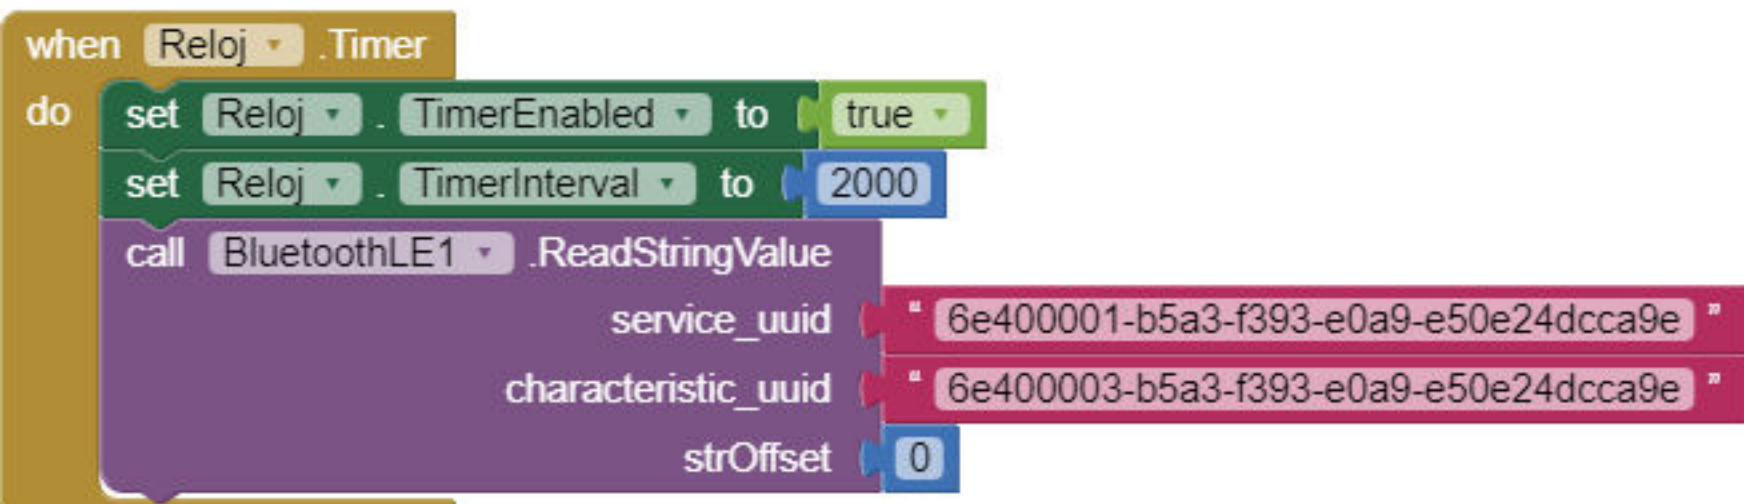 when Reloj .Timer
do set Reloj . TimerEnabled to true
set Reloj . TimerInterval to 2000
call BluetoothLE1 .ReadStringValue
service_uuid “ 6e400001-b5a3-f393-e0a9-e50e24dcca9e ”
characteristic_uuid “ 6e400003-b5a3-f393-e0a9-e50e24dcca9e ”
strOffset 0